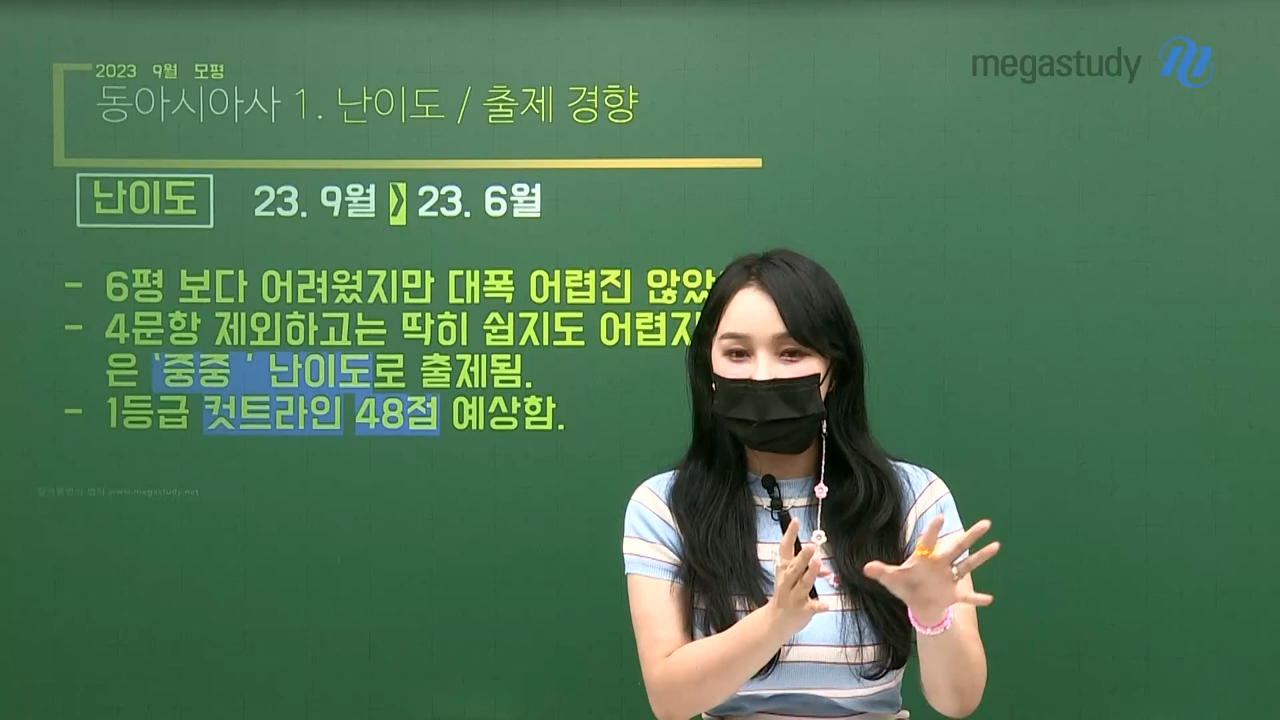 2023 9월 모평
megastudy
동아시아사 1. 난이도 / 출제 경향
난이도 23. 9월 》 23. 6월
- 6평 보다 어려웠지만 대폭 어렵진 않았
- 4문항 제외하고는 딱히 쉽지도 어렵지
은 '중중 ' 난이도로 출제됨.
- 1등급 컷트라인 48점 예상함.
www.megastudy.net